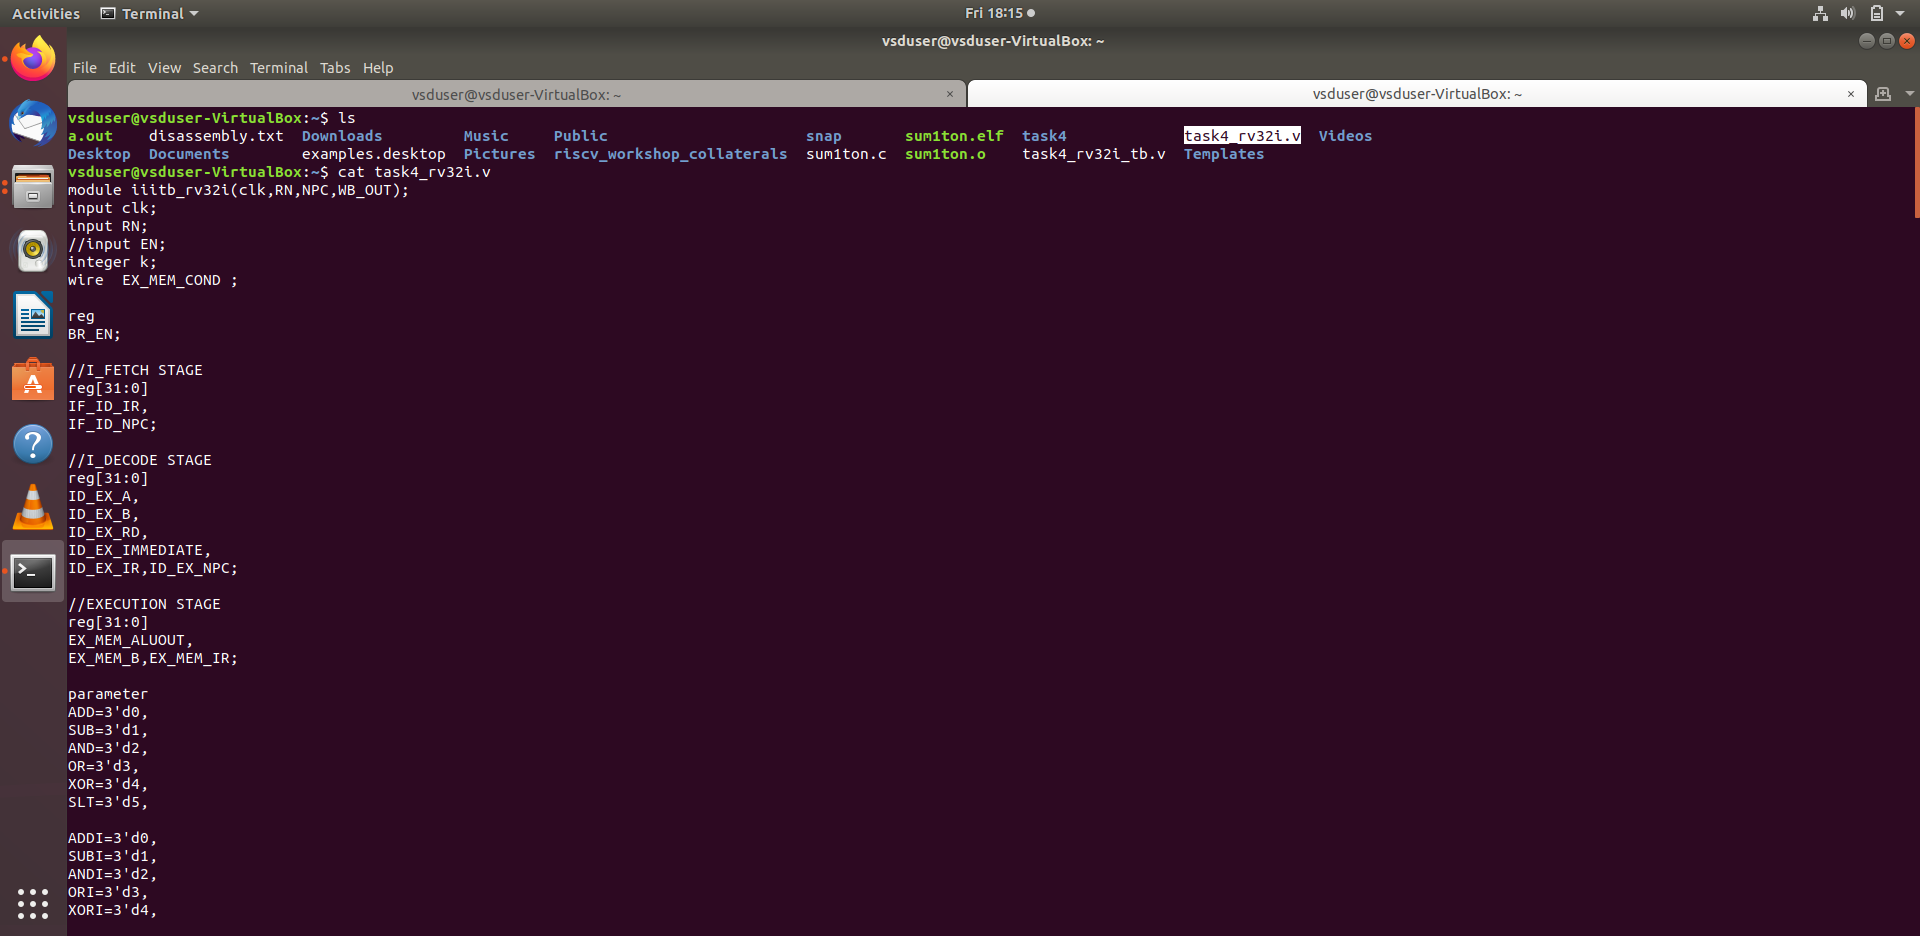 Activities Terminal Fri 18:15
vsduser@vsduser-VirtualBox: ~
File Edit View Search Terminal Tabs Help
vsduser@vsduser-VirtualBox: ~ × vsduser@vsduser-VirtualBox: ~ ×
vsduser@vsduser-VirtualBox:~$ ls
a.out disassembly.txt Downloads Music Public snap sum1ton.elf task4 task4_rv32i.v Videos
Desktop Documents examples.desktop Pictures riscv_workshop_collaterals sum1ton.c sum1ton.o task4_rv32i_tb.v Templates
vsduser@vsduser-VirtualBox:~$ cat task4_rv32i.v
module iiitb_rv32i(clk,RN,NPC,WB_OUT);
input clk;
input RN;
//input EN;
integer k;
wire  EX_MEM_COND ;
reg
BR_EN;
//I_FETCH STAGE
reg[31:0]
IF_ID_IR,
IF_ID_NPC;
//I_DECODE STAGE
reg[31:0]
ID_EX_A,
ID_EX_B,
ID_EX_RD,
ID_EX_IMMEDIATE,
ID_EX_IR,ID_EX_NPC;
//EXECUTION STAGE
reg[31:0]
EX_MEM_ALUOUT,
EX_MEM_B,EX_MEM_IR;
parameter
ADD=3'd0,
SUB=3'd1,
AND=3'd2,
OR=3'd3,
XOR=3'd4,
SLT=3'd5,
ADDI=3'd0,
SUBI=3'd1,
ANDI=3'd2,
ORI=3'd3,
XORI=3'd4,